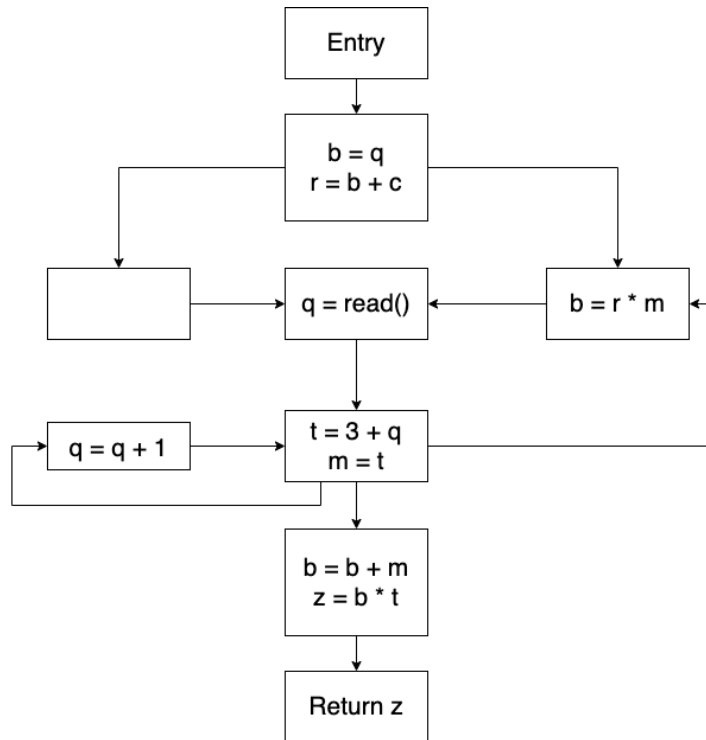 Entry
b = q
r = b + c
q = read()
b = r * m
q = q + 1
t = 3 + q
m = t
b = b + m
z = b * t
Return z